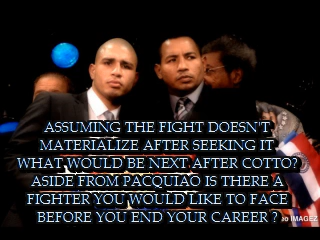 ASSUMING THE FIGHT DOESN'T
MATERIALIZE AFTER SEEKING IT
WHAT WOULD BE NEXT AFTER COTTO?
ASIDE FROM PACQUIAO IS THERE A
FIGHTER YOU WOULD LIKE TO FACE
BEFORE YOU END YOUR CAREER ?
IMAGEZ